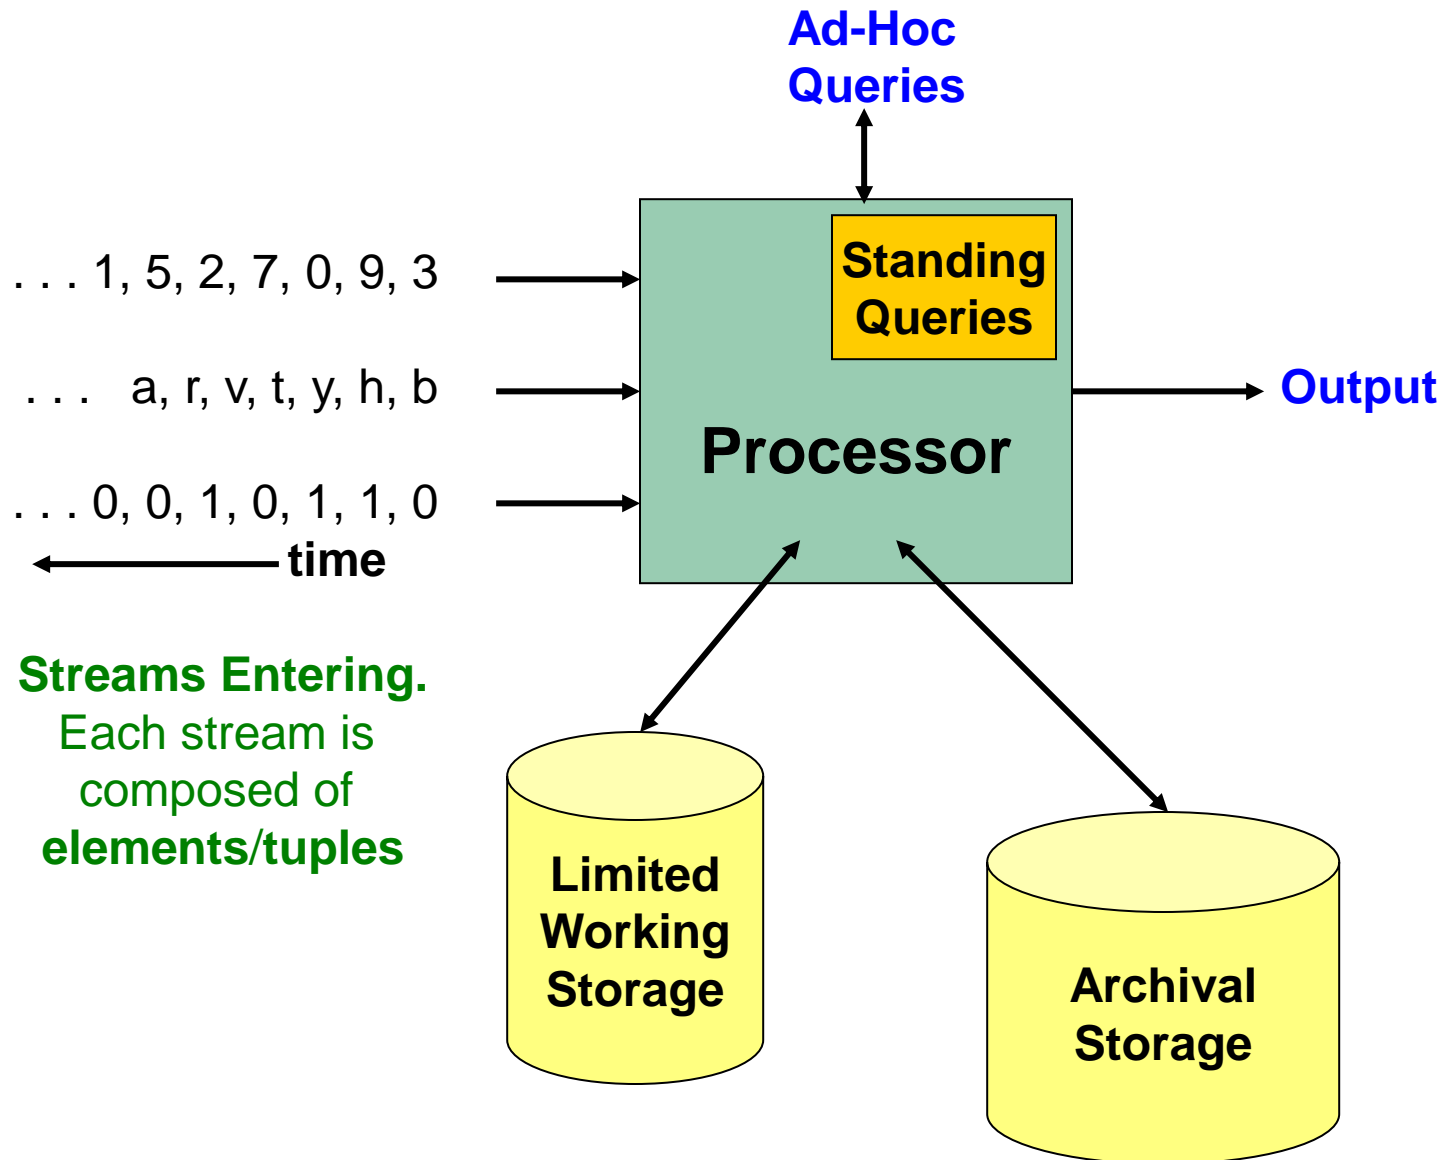 Ad-Hoc
Queries
. . . 1, 5, 2, 7, 0, 9, 3
Standing
Queries
. . . a, r, v, t, y, h, b
Output
Processor
. . . 0, 0, 1, 0, 1, 1, 0
time
Streams Entering.
Each stream is
composed of
elements/tuples
Limited
Working
Storage
Archival
Storage